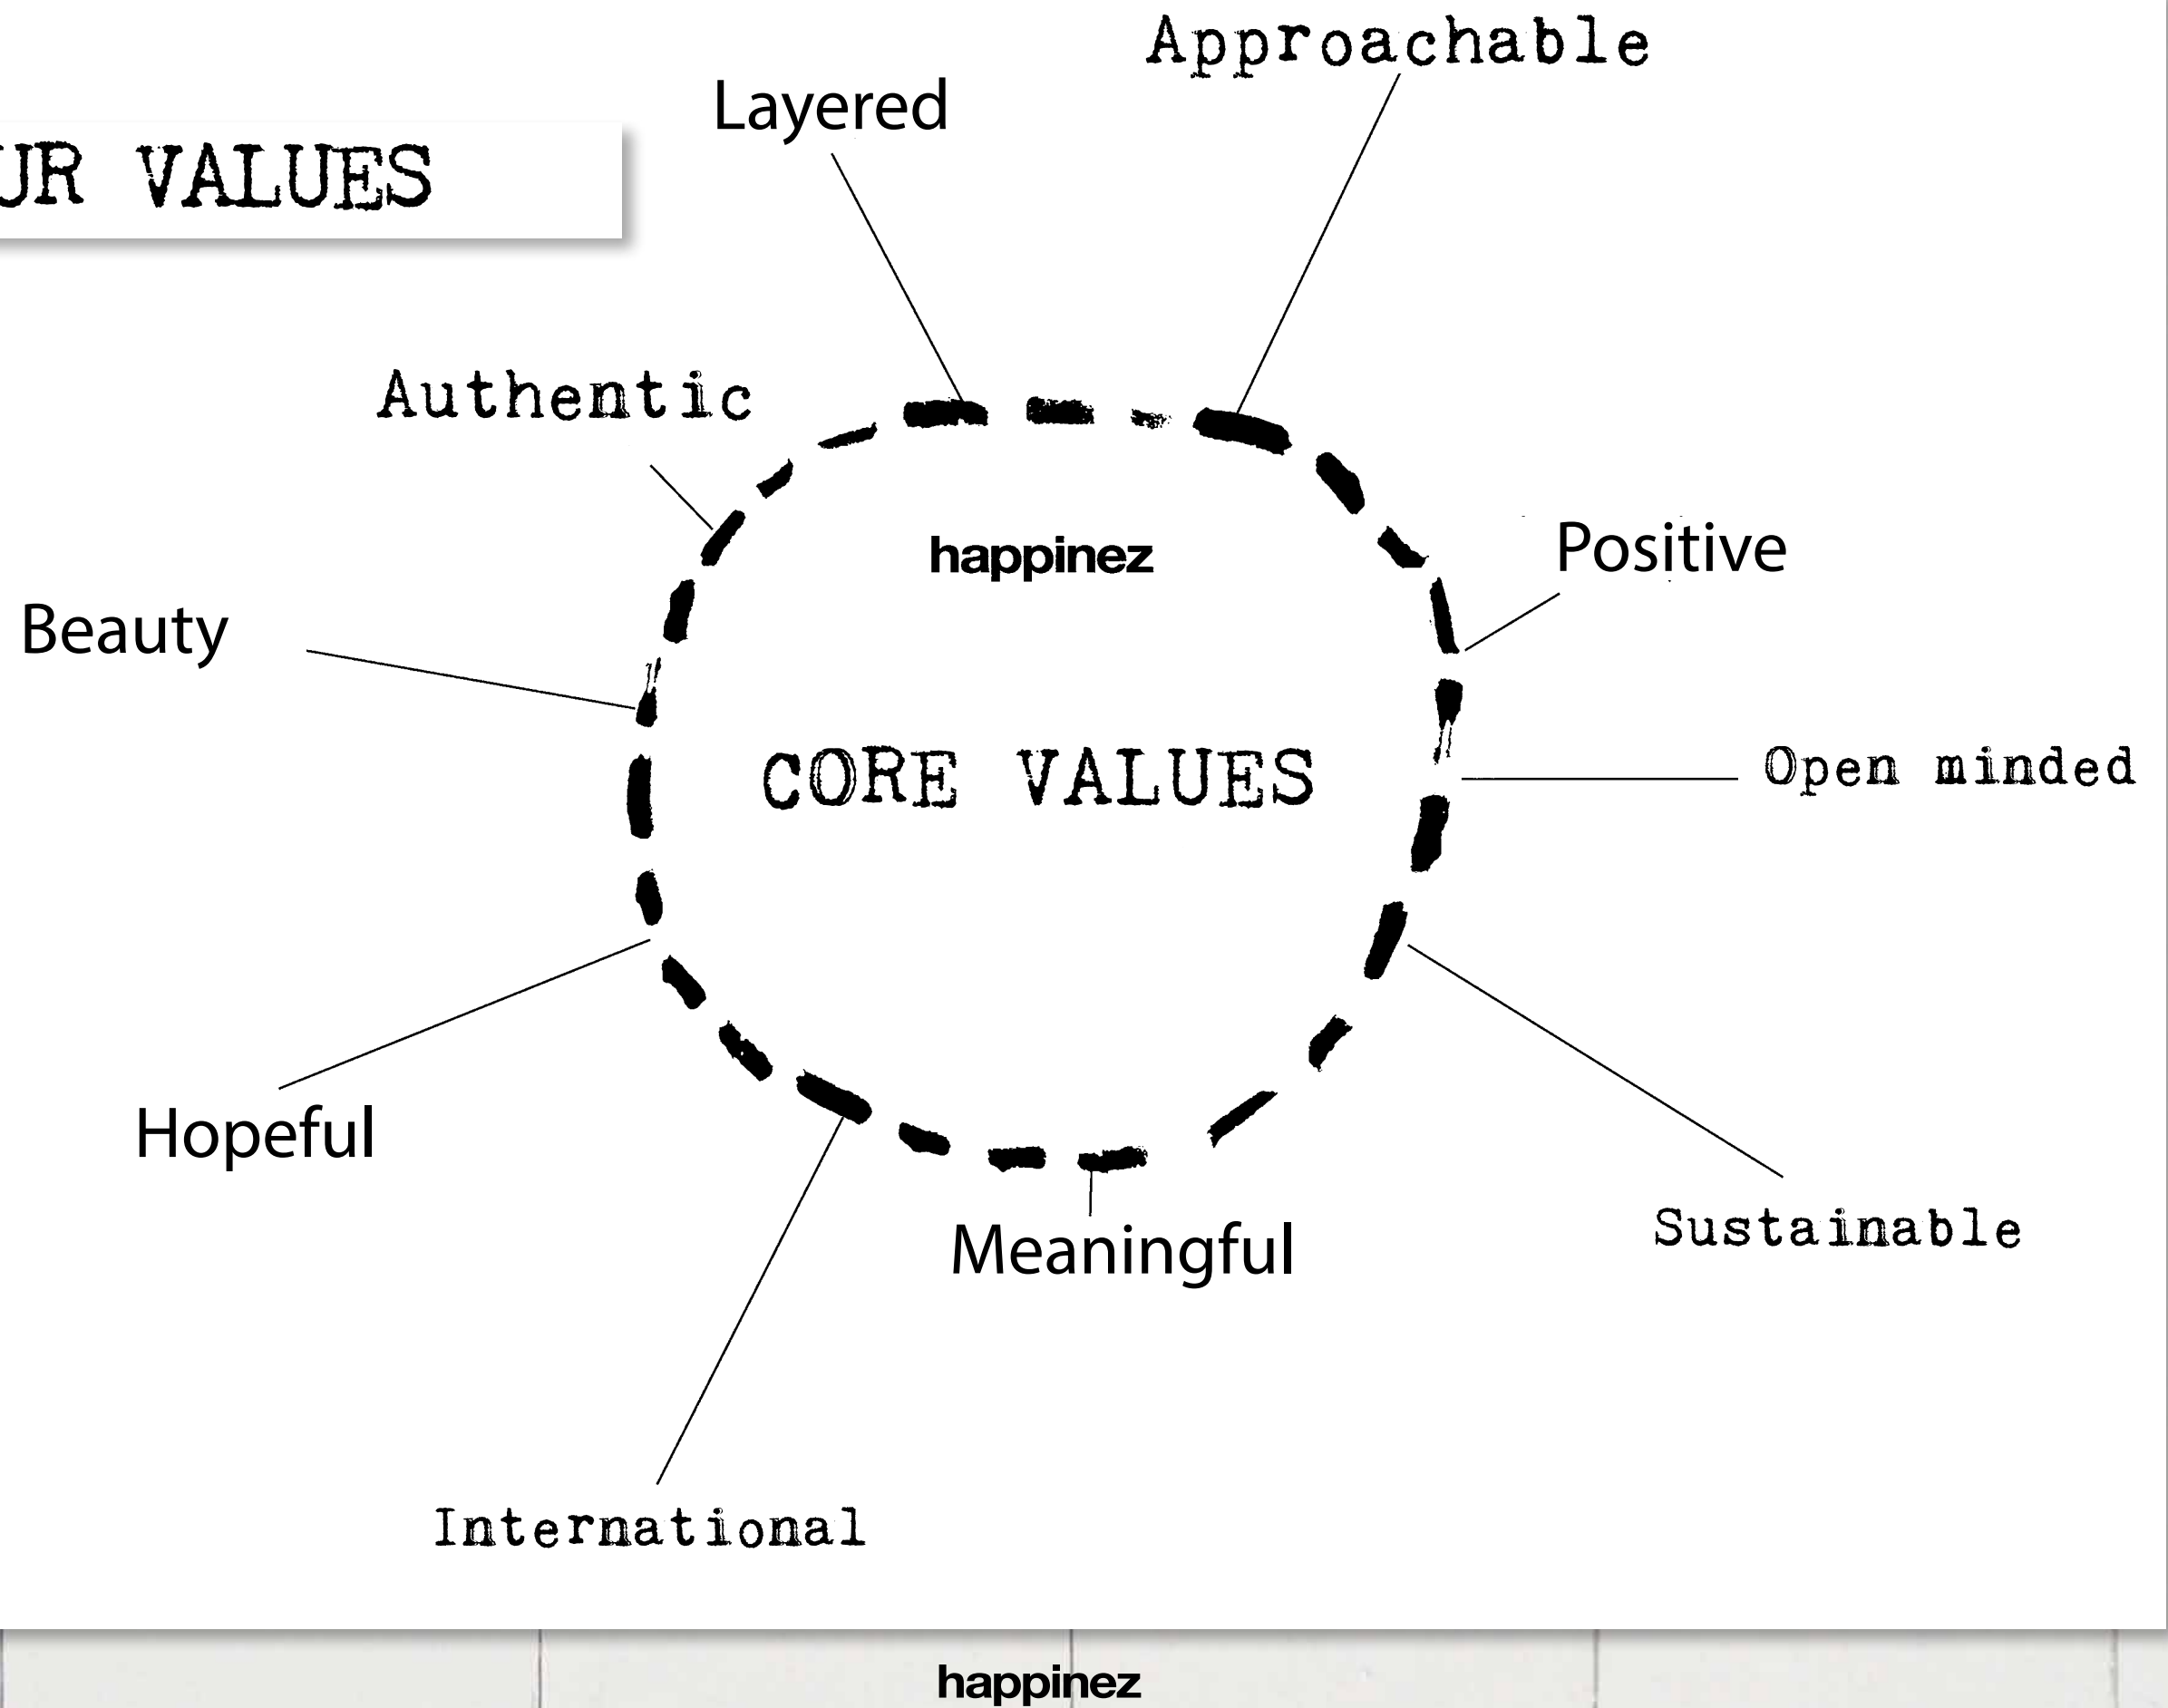 Approachable
Layered
UR VALUES
Authentic
happinez
Positive
Beauty
CORE VALUES
Open minded
Hopeful
Meaningful
Sustainable
International
happinez